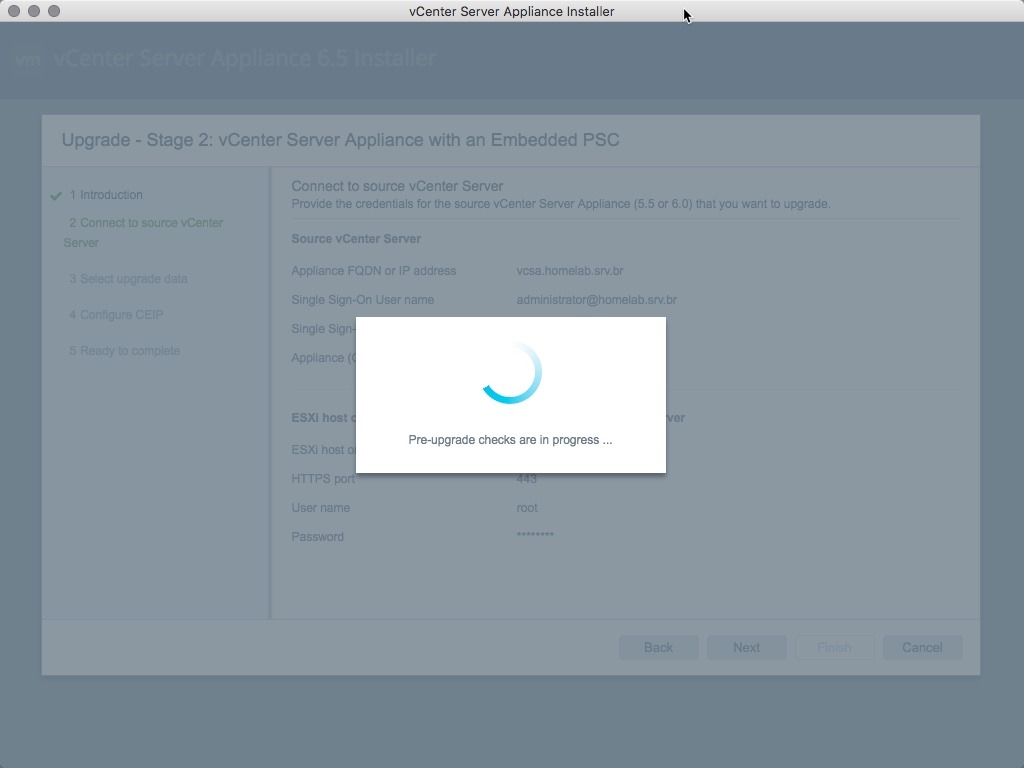 vCenter Server Appliance Installer
vm vCenter Server Appliance 6.5 Installer
Upgrade - Stage 2: vCenter Server Appliance with an Embedded PSC
1 Introduction
2 Connect to source vCenter
Server
3 Select upgrade data
4 Configure CEIP
5 Ready to complete
Connect to source vCenter Server
Provide the credentials for the source vCenter Server Appliance (5.5 or 6.0) that you want to upgrade.
Source vCenter Server
Appliance FQDN or IP address vcsa.homelab.srv.br
Single Sign-On User name administrator@homelab.srv.br
Single Sign-
Appliance (
ESXi host rver
ESXi host
HTTPS port 443
User name root
Password ********
Pre-upgrade checks are in progress ...
Back Next Finish Cancel